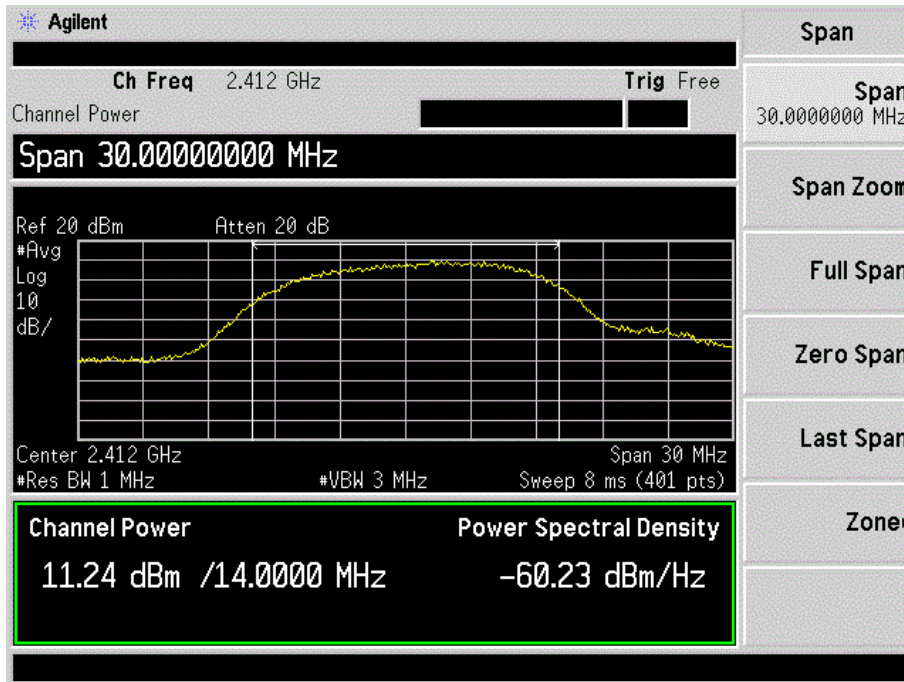 Agilent
Span
Ch Freq 2.412 GHz
Trig Free
Channel Power
Span
30.0000000 MHz
Span 30.00000000 MHz
Span Zoom
Ref 20 dBm
Atten 20 dB
#Avg
Log
10
dB/
Full Span
Zero Span
Last Span
Center 2.412 GHz
Span 30 MHz
#Res BW 1 MHz
#VBW 3 MHz
Sweep 8 ms (401 pts)
Channel Power
Power Spectral Density
Zone
11.24 dBm /14.0000 MHz
-60.23 dBm/Hz